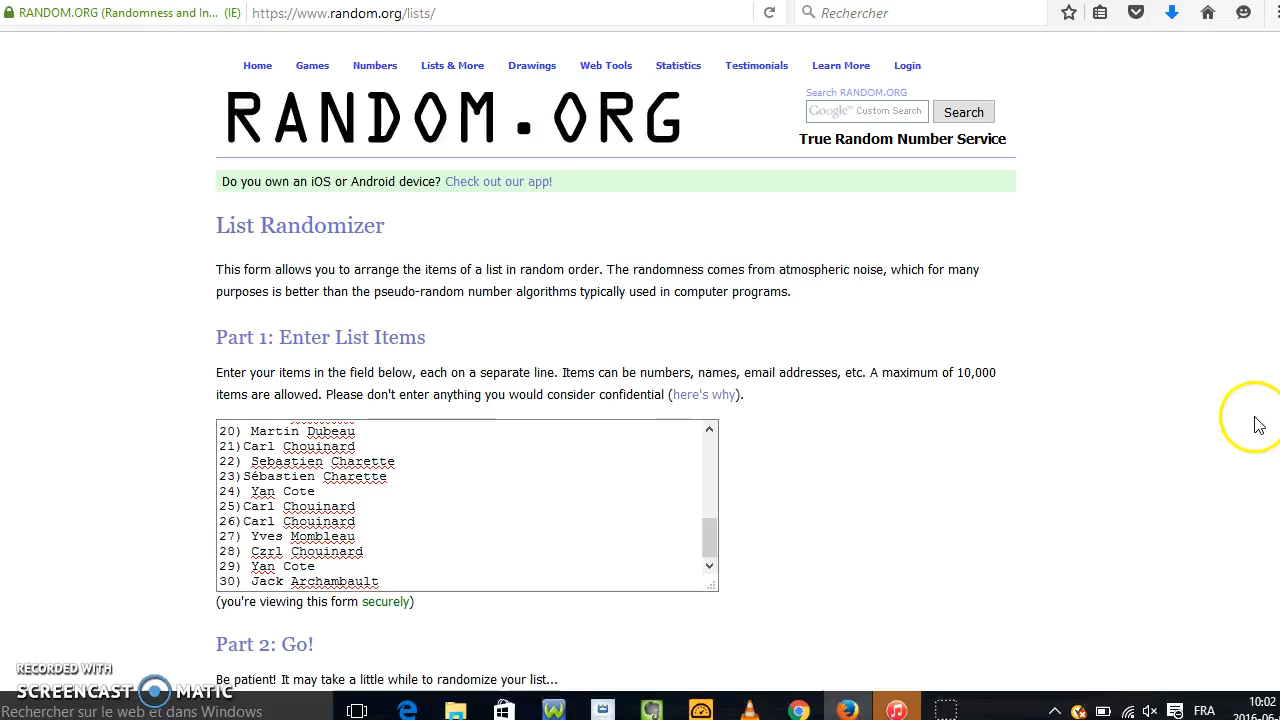 RANDOM.ORG (Randomness and In... (IE) https://www.random.org/lists/ Rechercher
Home Games Numbers Lists & More Drawings Web Tools Statistics Testimonials Learn More Login
RANDOM.ORG
Search RANDOM.ORG
Google™ Custom Search Search
True Random Number Service
Do you own an iOS or Android device? Check out our app!
List Randomizer
This form allows you to arrange the items of a list in random order. The randomness comes from atmospheric noise, which for many
purposes is better than the pseudo-random number algorithms typically used in computer programs.
Part 1: Enter List Items
Enter your items in the field below, each on a separate line. Items can be numbers, names, email addresses, etc. A maximum of 10,000
items are allowed. Please don't enter anything you would consider confidential (here's why).
20) Martin Dubeau
21)Carl Chouinard
22) Sebastien Charette
23)Sébastien Charette
24) Yan Cote
25)Carl Chouinard
26)Carl Chouinard
27) Yves Mombleau
28) Czrl Chouinard
29) Yan Cote
30) Jack Archambault
(you're viewing this form securely)
Part 2: Go!
Be patient! It may take a little while to randomize your list...
RECORDED WITH
SCREENCAST MATIC
Rechercher sur le web et dans Windows
FRA
10:02
2016-06-